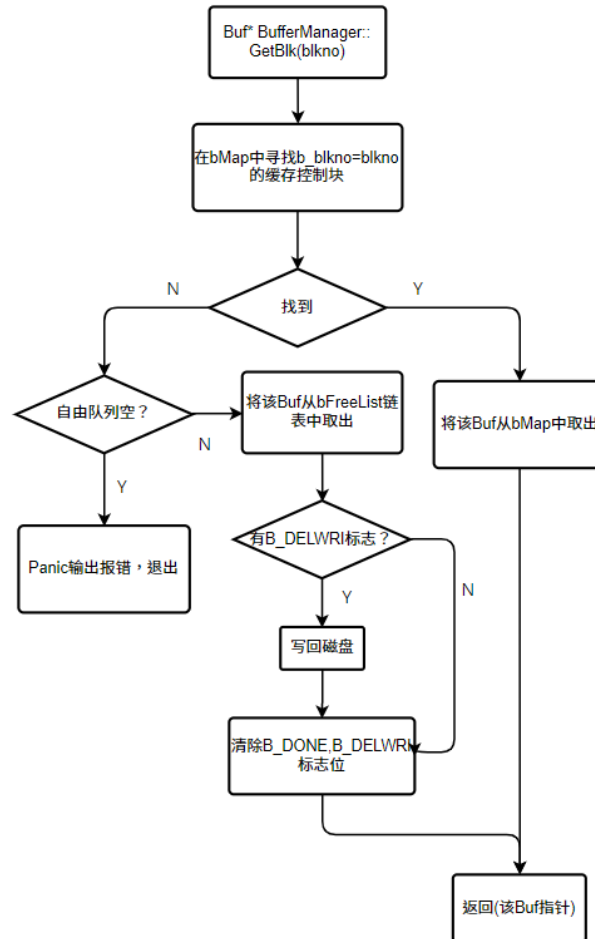 Buf* BufferManager::
GetBlk(blkno)
在bMap中寻找b_blkno=blkno
的缓存控制块
N
找到
Y
自由队列空？
N
将该Buf从bFreeList链
表中取出
将该Buf从bMap中取出
Y
Panic输出报错，退出
有B_DELWRI标志？
N
Y
写回磁盘
清除B_DONE,B_DELWRI
标志位
返回(该Buf指针)